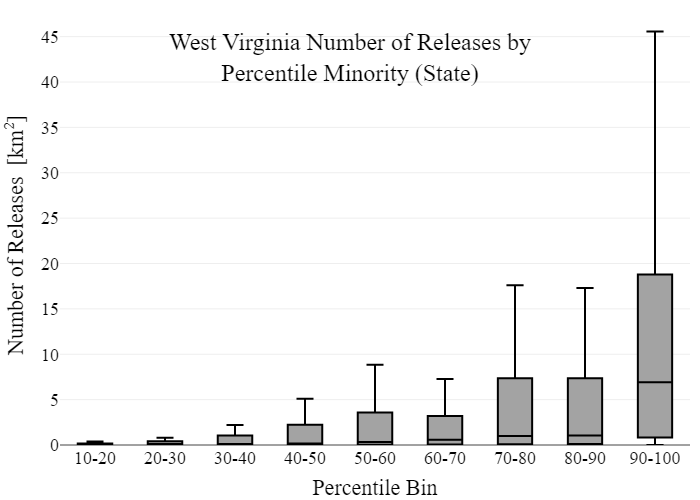 West Virginia Number of Releases by
Percentile Minority (State)
Number of Releases [km²]
45
40
35
30
25
20
15
10
5
0
10-20 20-30 30-40 40-50 50-60 60-70 70-80 80-90 90-100
Percentile Bin